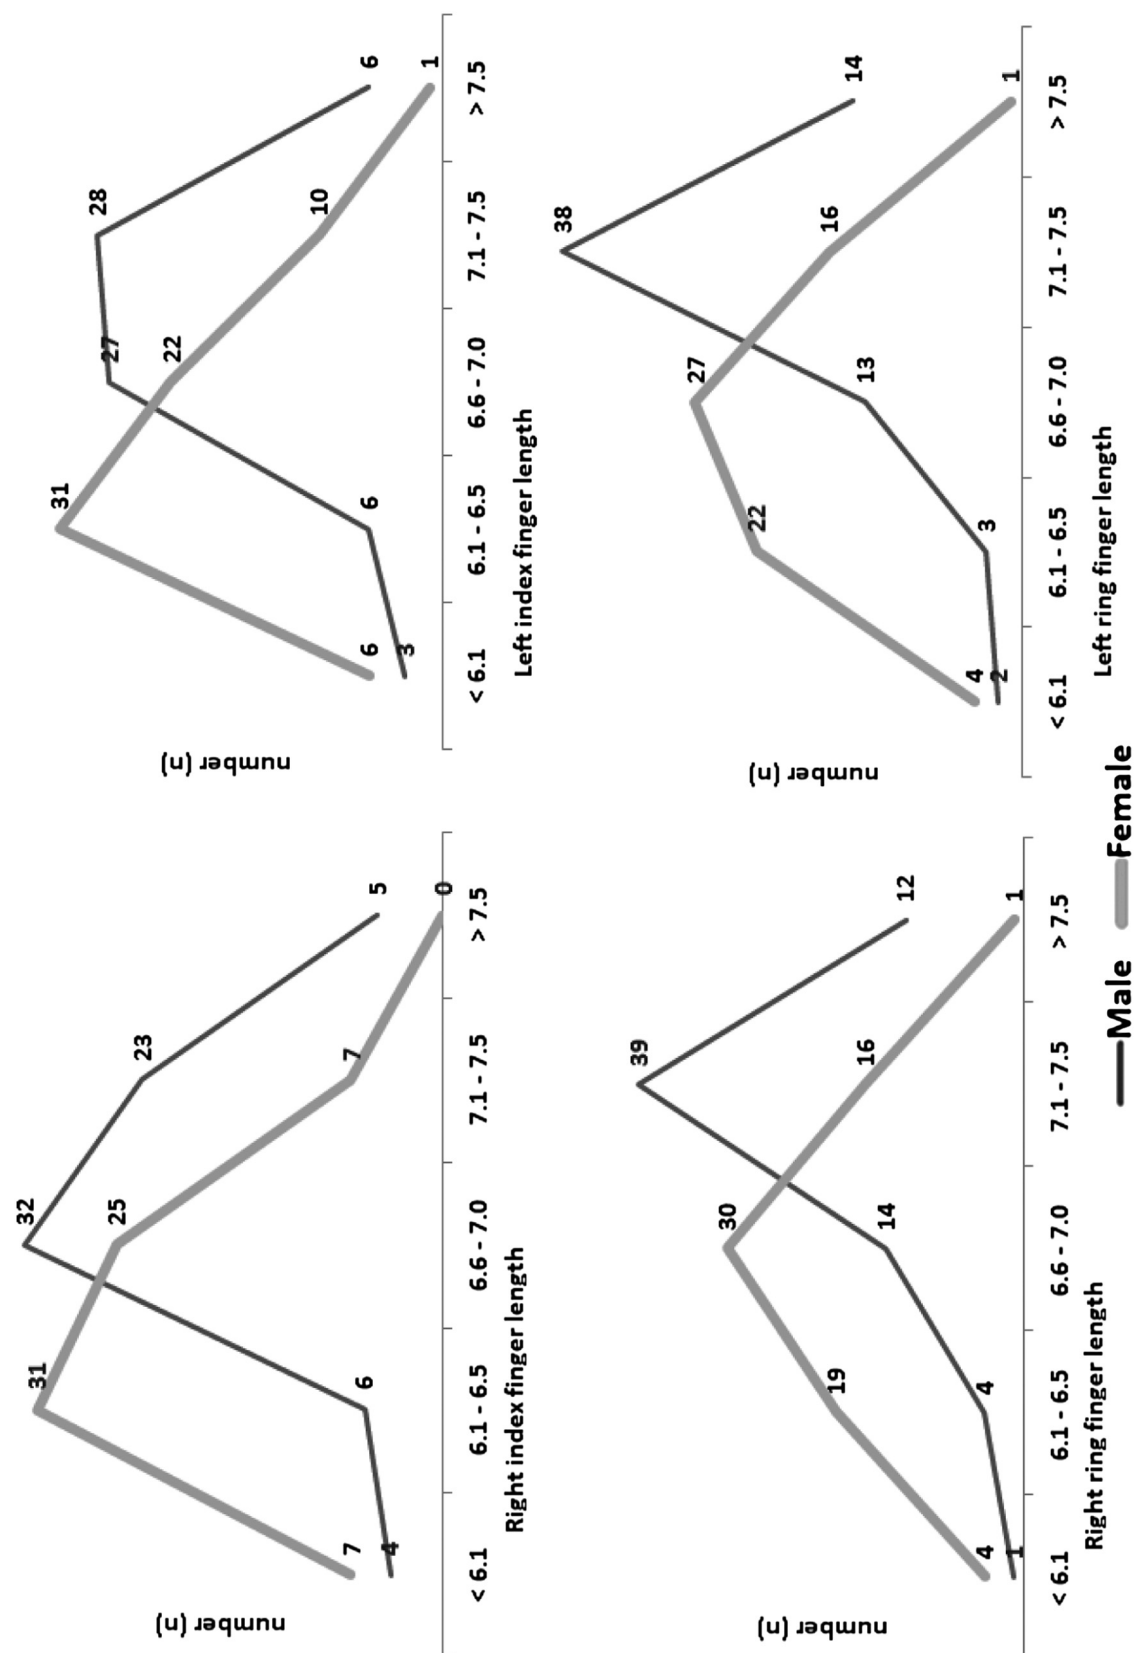 number (n)
32
31
25
23
7
7
6
5
4
0
< 6.1
6.1 - 6.5
6.6 - 7.0
7.1 - 7.5
> 7.5
Right index finger length
number (n)
31
28
27
22
10
6
6
6
3
1
< 6.1
6.1 - 6.5
6.6 - 7.0
7.1 - 7.5
> 7.5
Left index finger length
number (n)
39
30
19
16
14
12
4
4
1
1
< 6.1
6.1 - 6.5
6.6 - 7.0
7.1 - 7.5
> 7.5
Right ring finger length
number (n)
38
27
22
16
14
13
4
3
2
1
< 6.1
6.1 - 6.5
6.6 - 7.0
7.1 - 7.5
> 7.5
Left ring finger length
Male Female